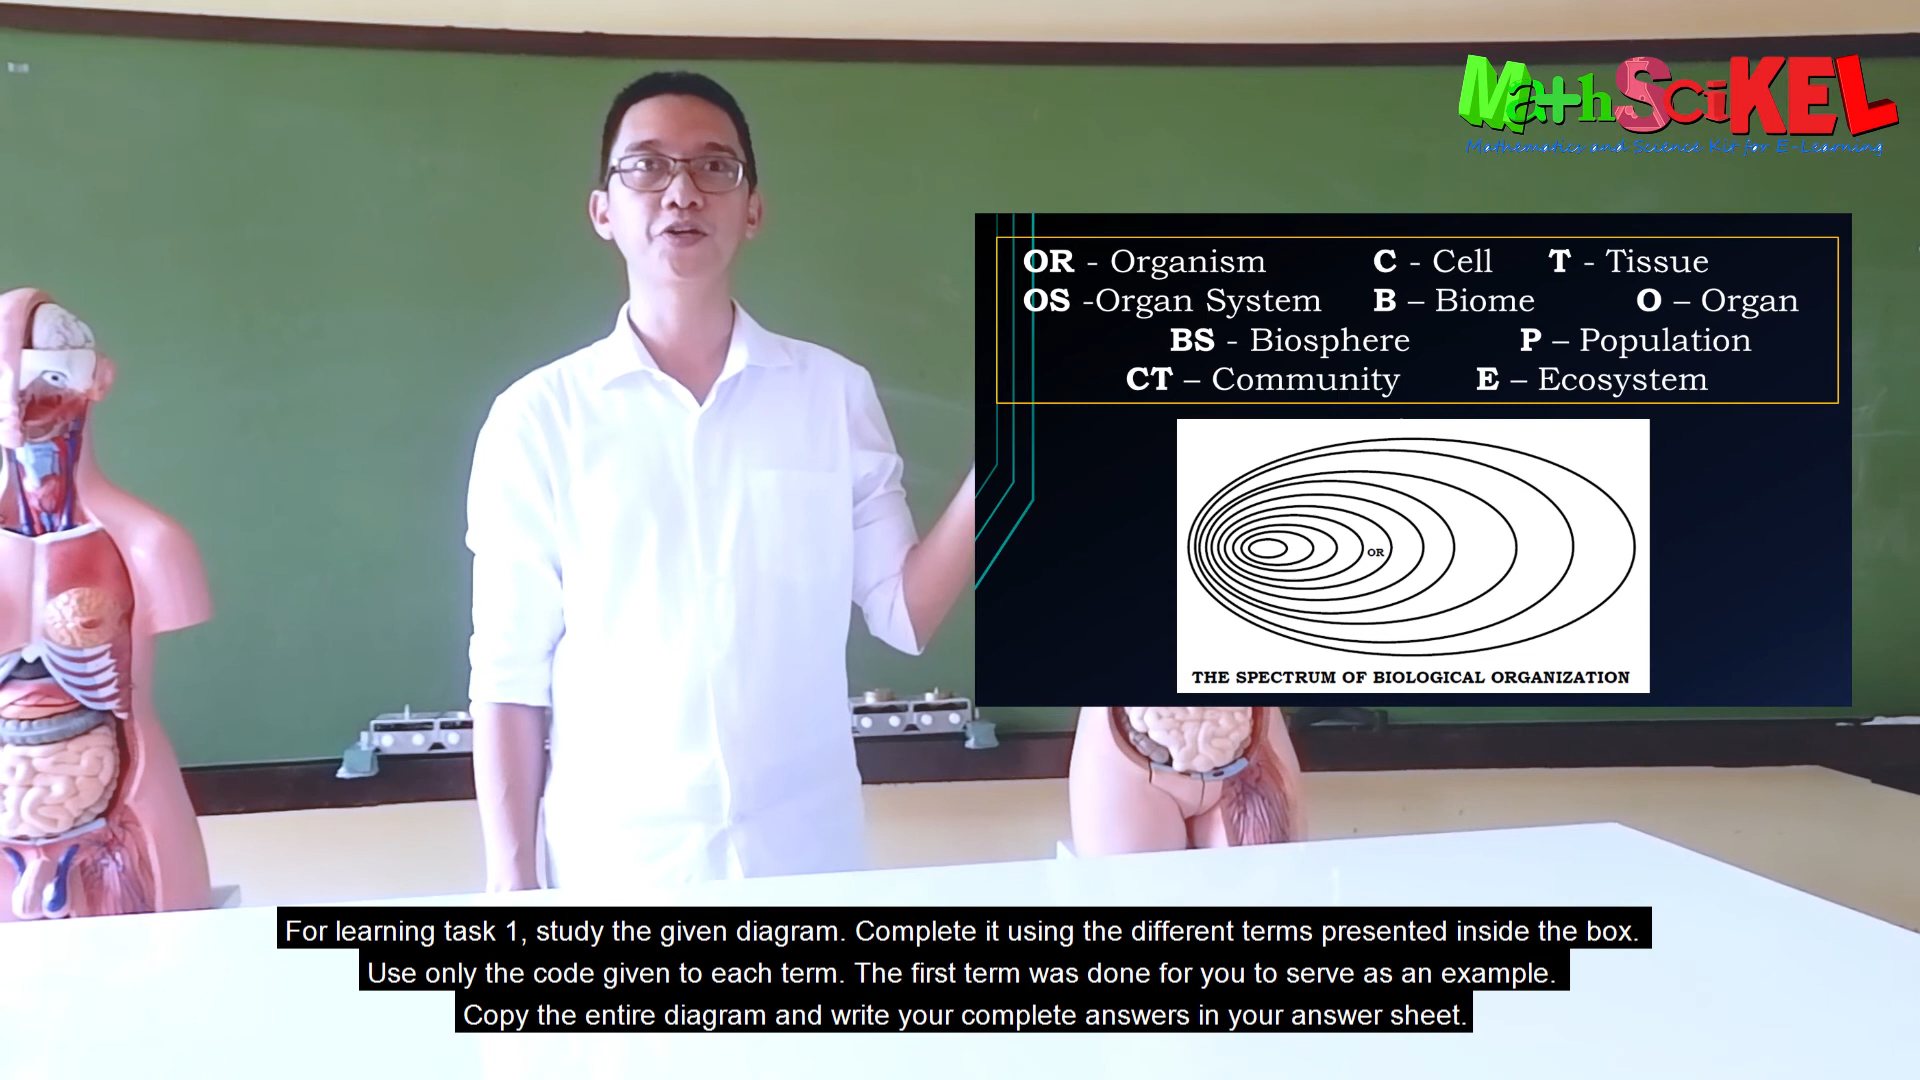 MathSciKEL
Mathematics and Science Kit for E-Learning
OR - Organism C - Cell T - Tissue
OS -Organ System B – Biome O – Organ
BS - Biosphere P – Population
CT – Community E – Ecosystem
OR
THE SPECTRUM OF BIOLOGICAL ORGANIZATION
For learning task 1, study the given diagram. Complete it using the different terms presented inside the box.
Use only the code given to each term. The first term was done for you to serve as an example.
Copy the entire diagram and write your complete answers in your answer sheet.